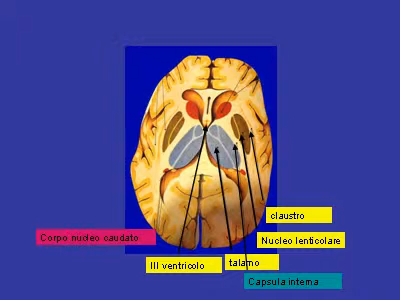 claustro
Corpo nucleo caudato
Nucleo lenticolare
III ventricolo
talamo
Capsula interna